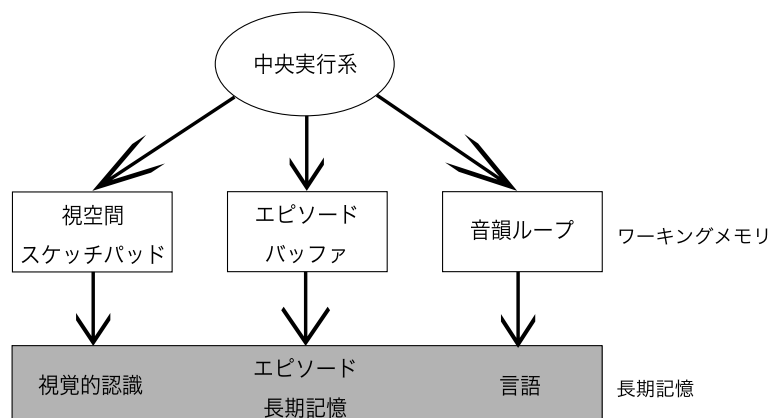 中央実行系
視空間
スケッチパッド
エピソード
バッファ
音韻ループ
ワーキングメモリ
視覚的認識
エピソード
長期記憶
言語
長期記憶